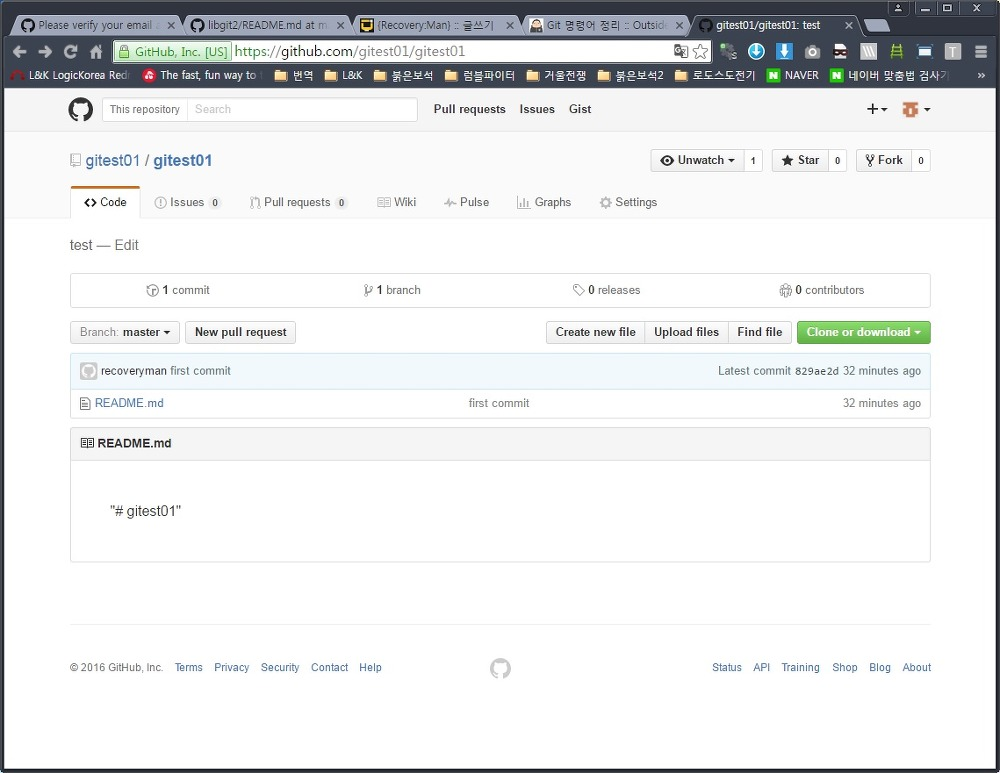 Please verify your email a
libgit2/README.md at m
{Recovery:Man} :: 글쓰기
Git 명령어 정리 :: Outside
gitest01/gitest01: test
GitHub, Inc. [US] https://github.com/gitest01/gitest01
L&K LogicKorea Redi
The fast, fun way to
번역
L&K
붉은보석
럼블파이터
거울전쟁
붉은보석2
로도스도전기
NAVER
네이버 맞춤법 검사기
»
This repository Search Pull requests Issues Gist
gitest01 / gitest01
Unwatch 1 Star 0 Fork 0
Code Issues 0 Pull requests 0 Wiki Pulse Graphs Settings
test — Edit
1 commit 1 branch 0 releases 0 contributors
Branch: master New pull request Create new file Upload files Find file Clone or download
recoveryman first commit Latest commit 829ae2d 32 minutes ago
README.md first commit 32 minutes ago
README.md
"# gitest01"
© 2016 GitHub, Inc. Terms Privacy Security Contact Help Status API Training Shop Blog About